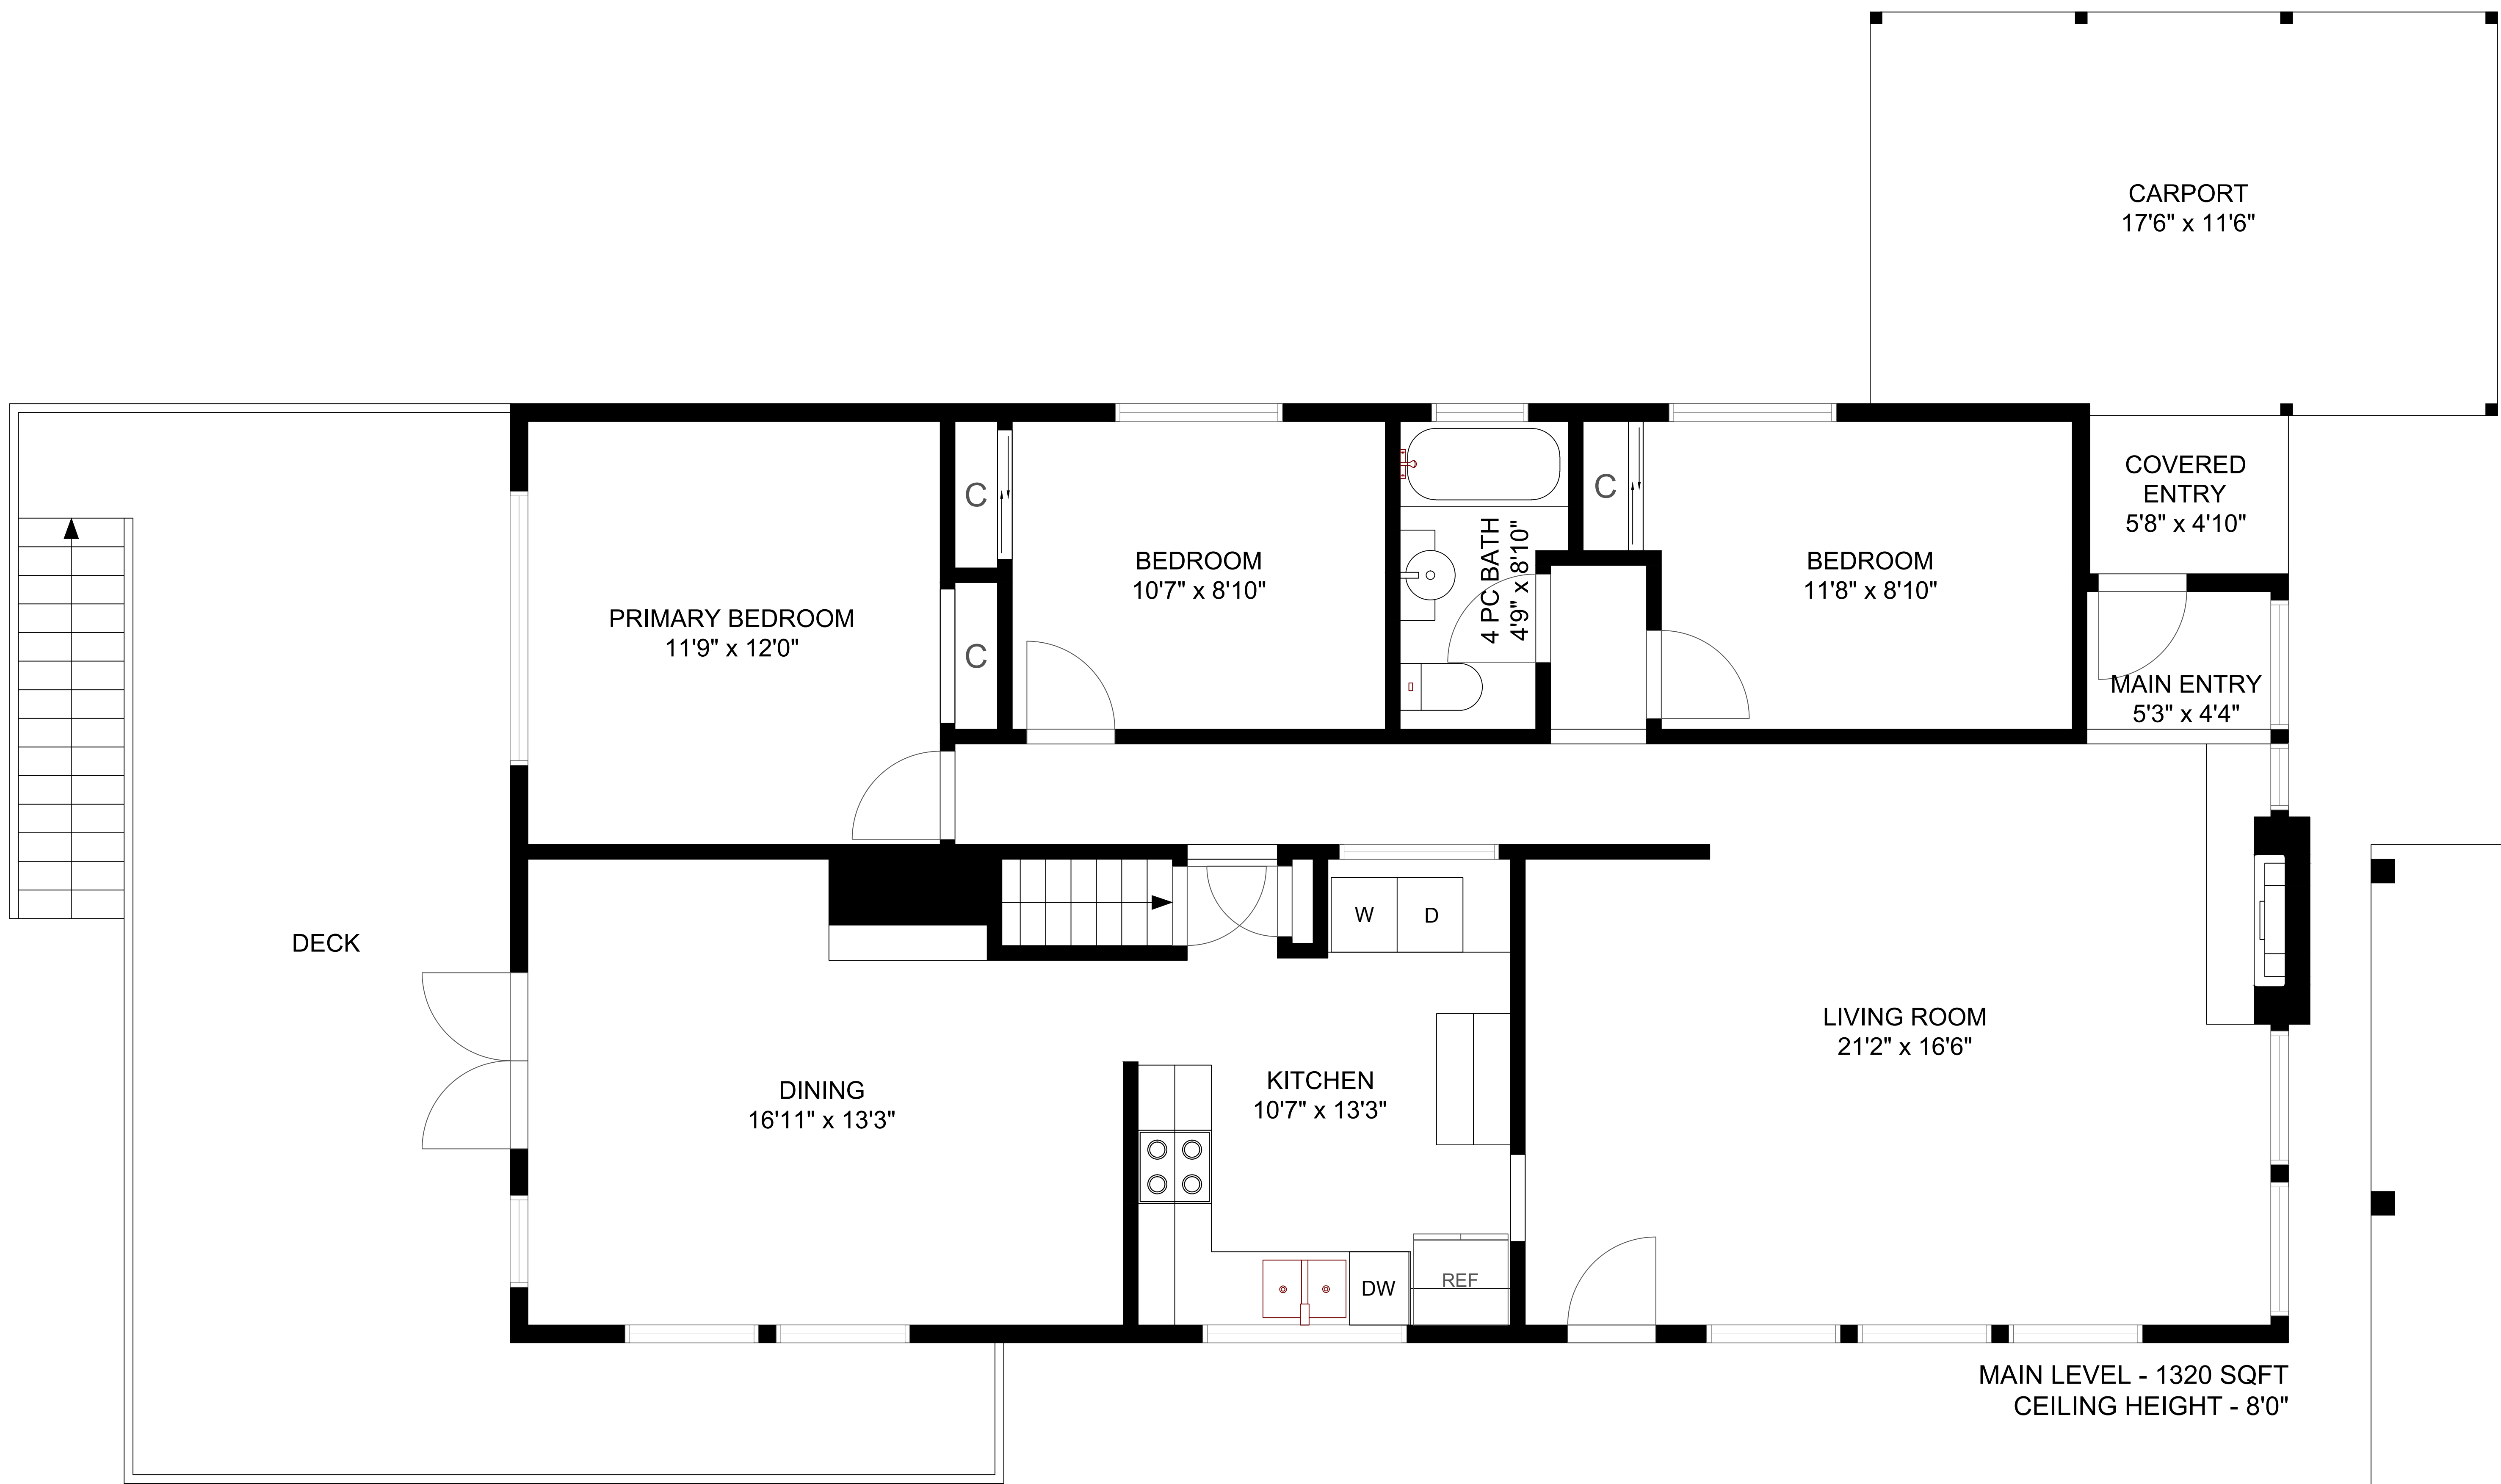 CARPORT
17'6" x 11'6"
COVERED
ENTRY
5'8" x 4'10"
C
C
BEDROOM
10'7" x 8'10"
4 PC BATH
4'9" x 8'10"
BEDROOM
11'8" x 8'10"
PRIMARY BEDROOM
11'9" x 12'0"
C
MAIN ENTRY
5'3" x 4'4"
DECK
W
D
LIVING ROOM
21'2" x 16'6"
DINING
16'11" x 13'3"
KITCHEN
10'7" x 13'3"
DW
REF
MAIN LEVEL - 1320 SQFT
CEILING HEIGHT - 8'0"